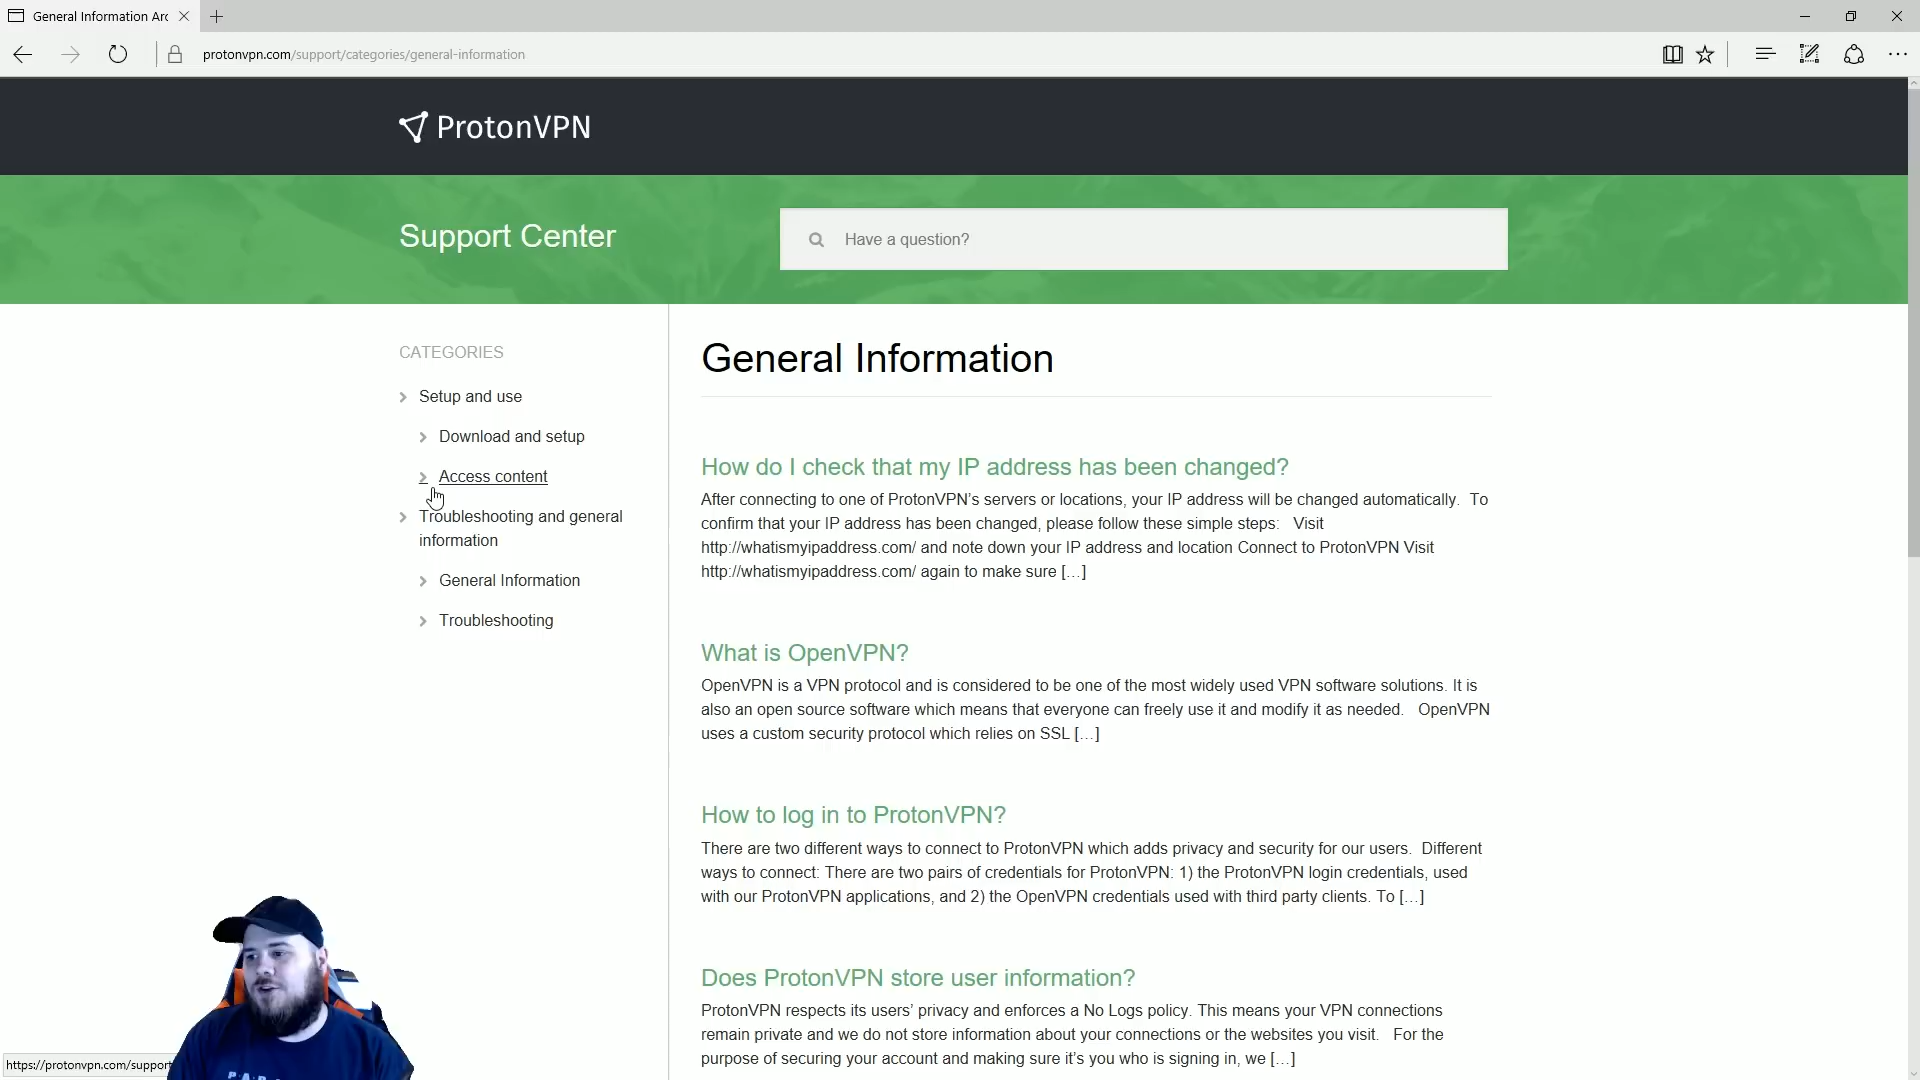 General Information Arc
protonvpn.com/support/categories/general-information
ProtonVPN
Support Center
Have a question?
CATEGORIES
Setup and use
Download and setup
Access content
Troubleshooting and general
information
General Information
Troubleshooting
General Information
How do I check that my IP address has been changed?
After connecting to one of ProtonVPN's servers or locations, your IP address will be changed automatically.  To
confirm that your IP address has been changed, please follow these simple steps:   Visit
http://whatismyipaddress.com/ and note down your IP address and location Connect to ProtonVPN Visit
http://whatismyipaddress.com/ again to make sure […]
What is OpenVPN?
OpenVPN is a VPN protocol and is considered to be one of the most widely used VPN software solutions. It is
also an open source software which means that everyone can freely use it and modify it as needed.   OpenVPN
uses a custom security protocol which relies on SSL […]
How to log in to ProtonVPN?
There are two different ways to connect to ProtonVPN which adds privacy and security for our users.  Different
ways to connect: There are two pairs of credentials for ProtonVPN: 1) the ProtonVPN login credentials, used
with our ProtonVPN applications, and 2) the OpenVPN credentials used with third party clients. To […]
Does ProtonVPN store user information?
ProtonVPN respects its users' privacy and enforces a No Logs policy. This means your VPN connections
remain private and we do not store information about your connections or the websites you visit.   For the
purpose of securing your account and making sure it's you who is signing in, we […]
https://protonvpn.com/support